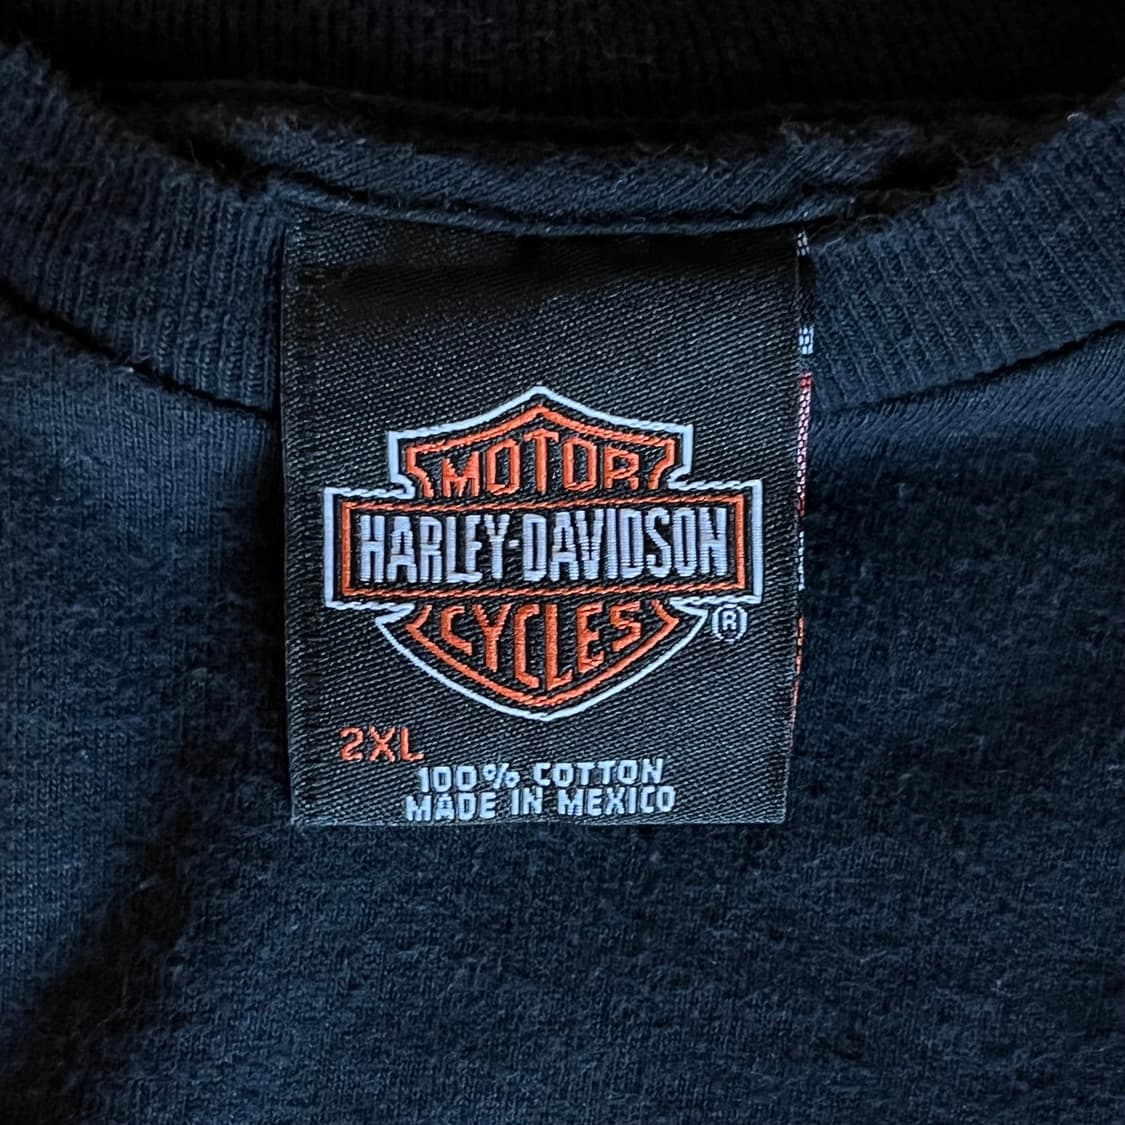 MOTOR
HARLEY-DAVIDSON
CYCLES
®
2XL
100% COTTON
MADE IN MEXICO